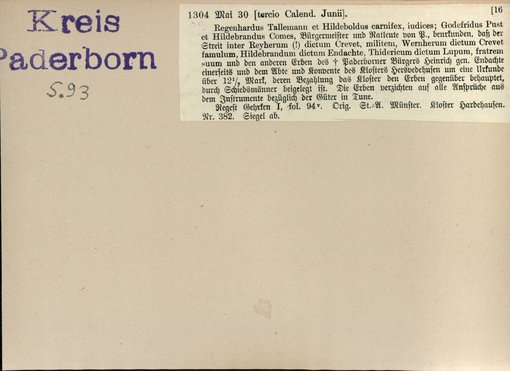 Kreis
Paderborn
S. 93
1304 Mai 30 [tercio Calend. Junii]. [16
Regenhardus Tallemann et Hildeboldus carnifex, iudices; Godefridus Pust
et Hildebrandus Comes, Bürgermeister und Ratleute von P., beurkunden, daß der
Streit inter Reyherum (!) dictum Crevet, militem, Wernherum dictum Crevet
famulum, Hildebrandum dictum Endachte, Thidericum dictum Lupum, fratrem
suum und den anderen Erben des † Paderborner Bürgers Heinrich gen. Endachte
einerseits und dem Abte und Konvente des Klosters Herswedehusen um eine Urkunde
über 12½ Mark, deren Bezahlung das Kloster den Erben gegenüber behauptet,
durch Schiedsmänner beigelegt ist. Die Erben verzichten auf alle Ansprüche aus
dem Instrumente bezüglich der Güter in Tune.
Regest Gehrken I, fol. 94v. Orig. St.-A. Münster. Kloster Hardehausen.
Nr. 382. Siegel ab.